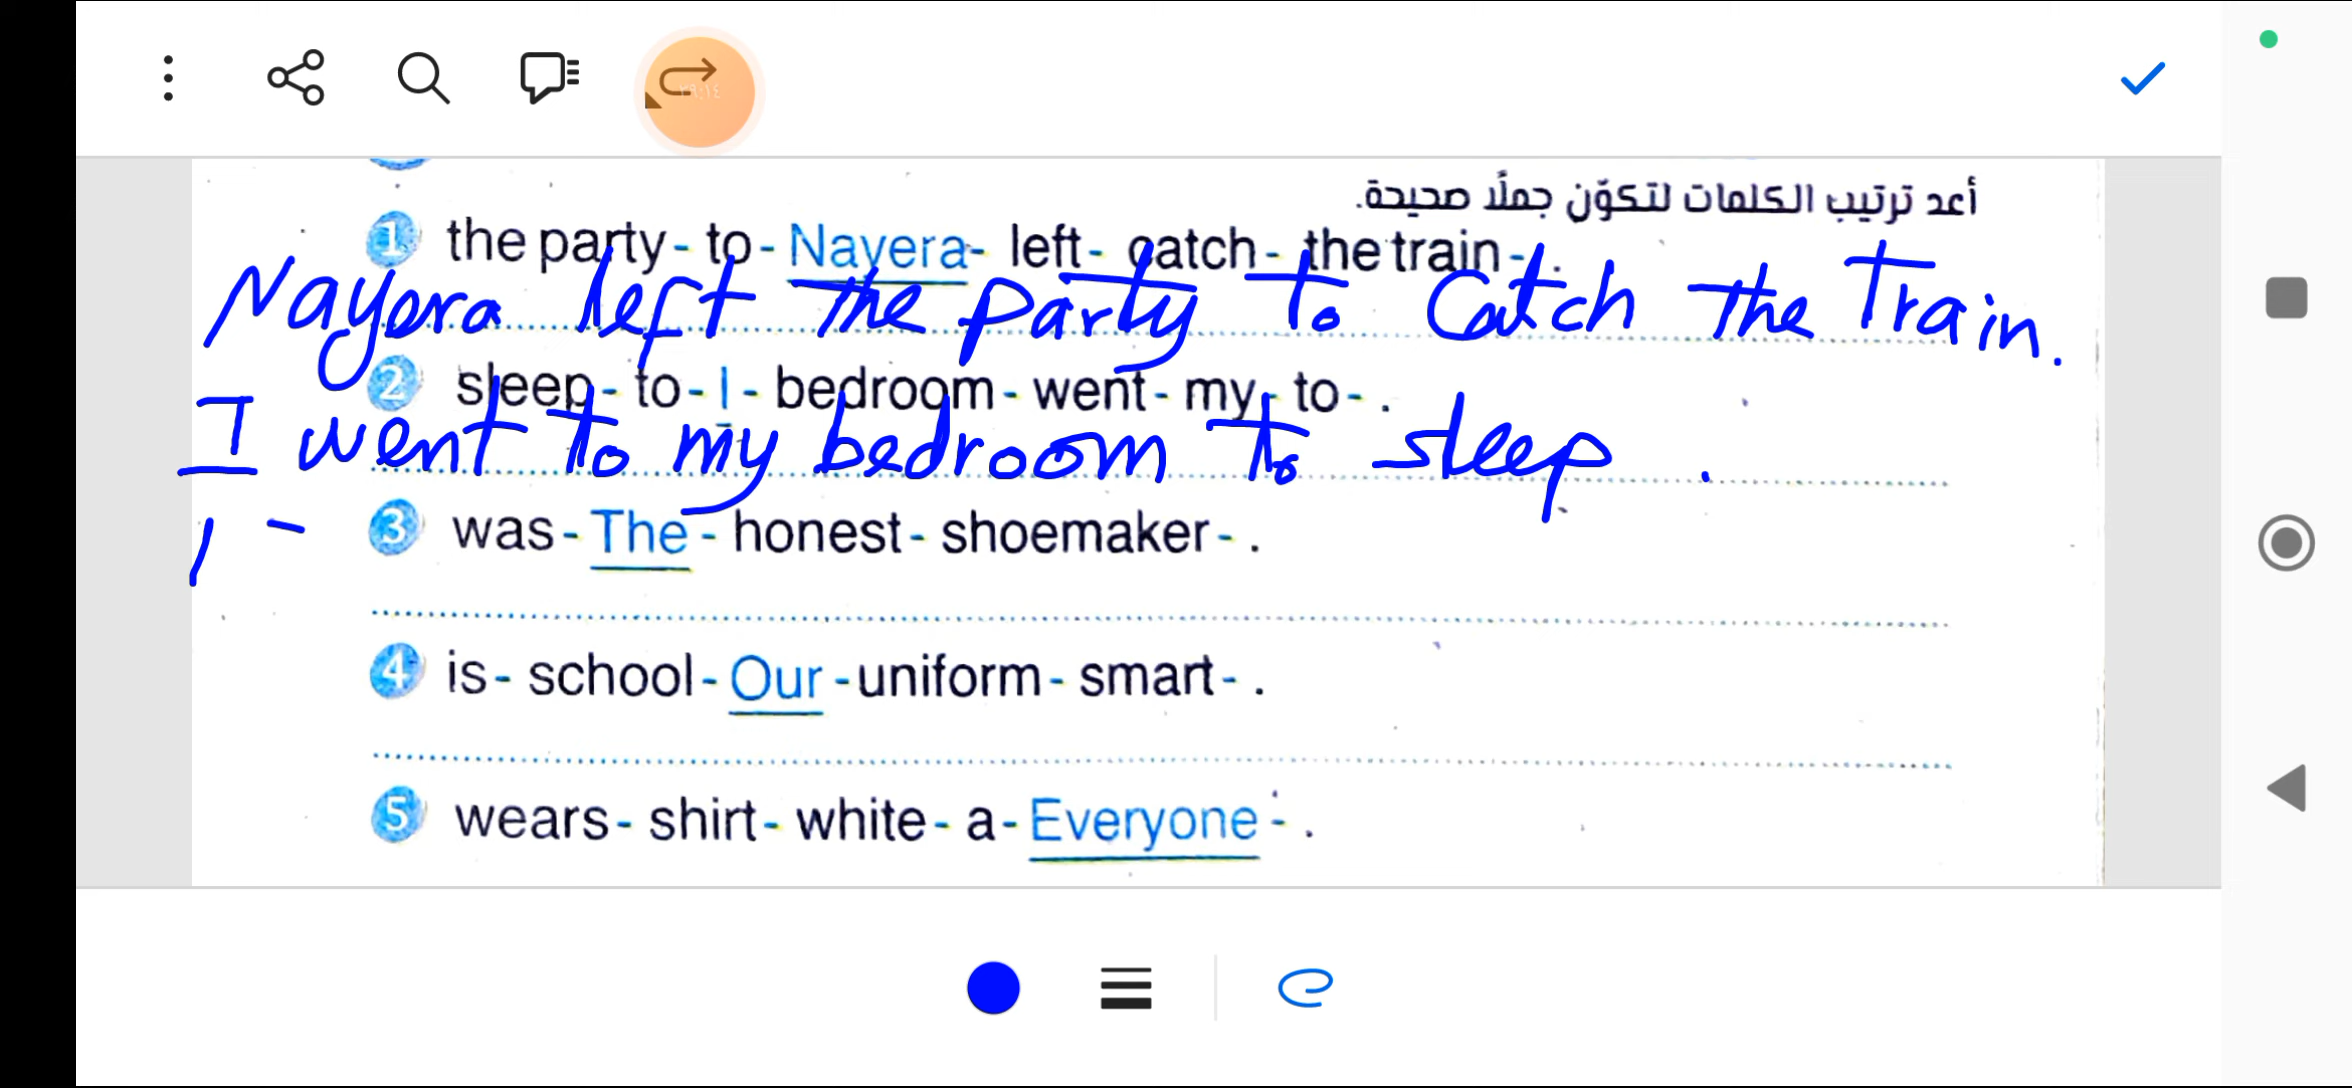 أعد ترتيب الكلمات لتكوّن جملًا صحيحة.
1 the party - to - Nayera - left - catch - the train - .
Nayera left the party to Catch the Train.
2 sleep - to - I - bedroom - went - my - to - .
I went to my bedroom to sleep .
3 was - The - honest - shoemaker - .
4 is - school - Our - uniform - smart - .
5 wears - shirt - white - a - Everyone - .